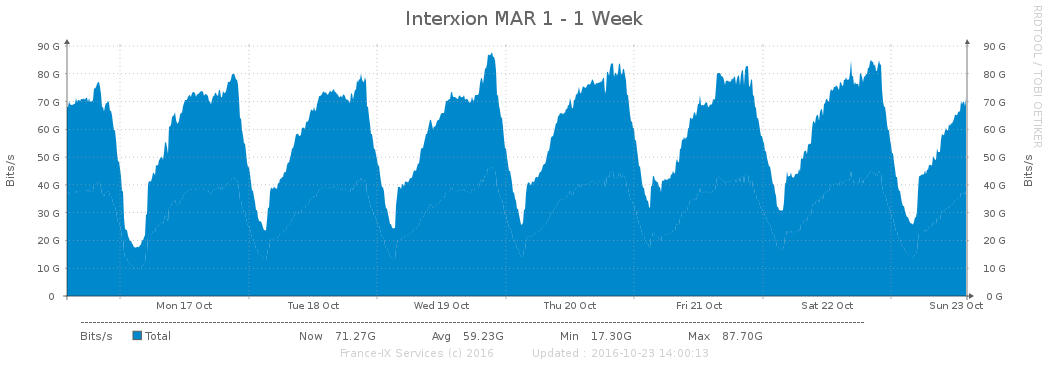 Interxion MAR 1 - 1 Week
RRDTOOL / TOBI OETIKER
90 G 90 G
80 G 80 G
70 G 70 G
60 G 60 G
50 G 50 G
40 G 40 G
30 G 30 G
20 G 20 G
10 G 10 G
0 0 G
Bits/s
Bits/s
Mon 17 Oct Tue 18 Oct Wed 19 Oct Thu 20 Oct Fri 21 Oct Sat 22 Oct Sun 23 Oct
Bits/s Total Now 71.27G Avg 59.23G Min 17.30G Max 87.70G
France-IX Services (c) 2016 Updated : 2016-10-23 14:00:13